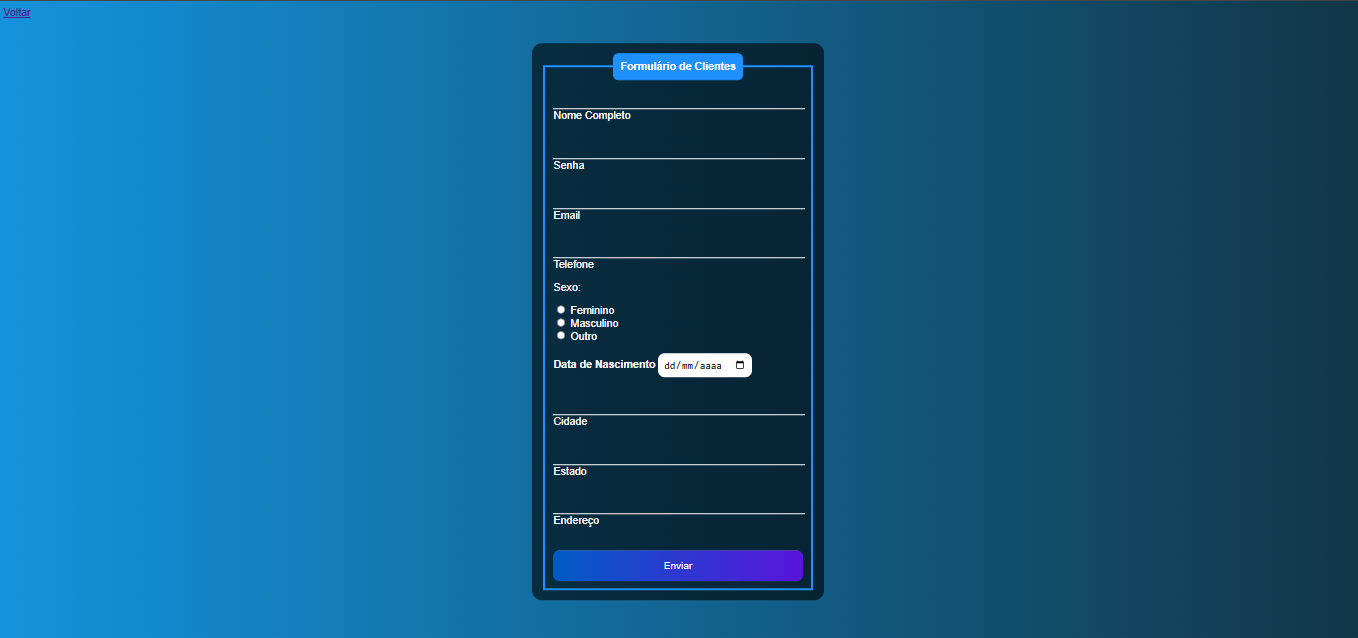 Voltar
Formulário de Clientes
Nome Completo
Senha
Email
Telefone
Sexo:
Feminino
Masculino
Outro
Data de Nascimento dd/mm/aaaa
Cidade
Estado
Endereço
Enviar